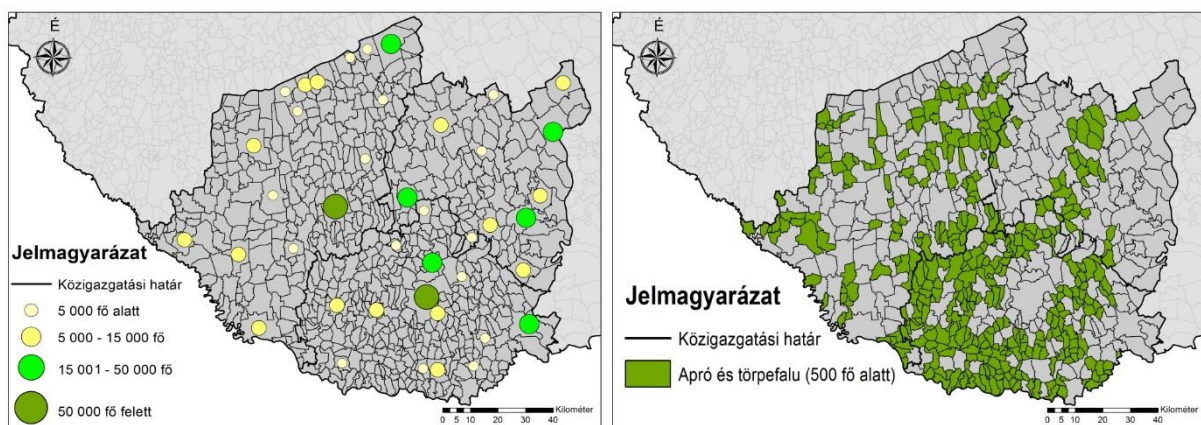 É
Jelmagyarázat
Közigazgatási határ
5 000 fő alatt
5 000 - 15 000 fő
15 001 - 50 000 fő
50 000 fő felett
Kilométer
0 5 10 20 30 40
É
Jelmagyarázat
Közigazgatási határ
Apró és törpefalu (500 fő alatt)
Kilométer
0 5 10 20 30 40